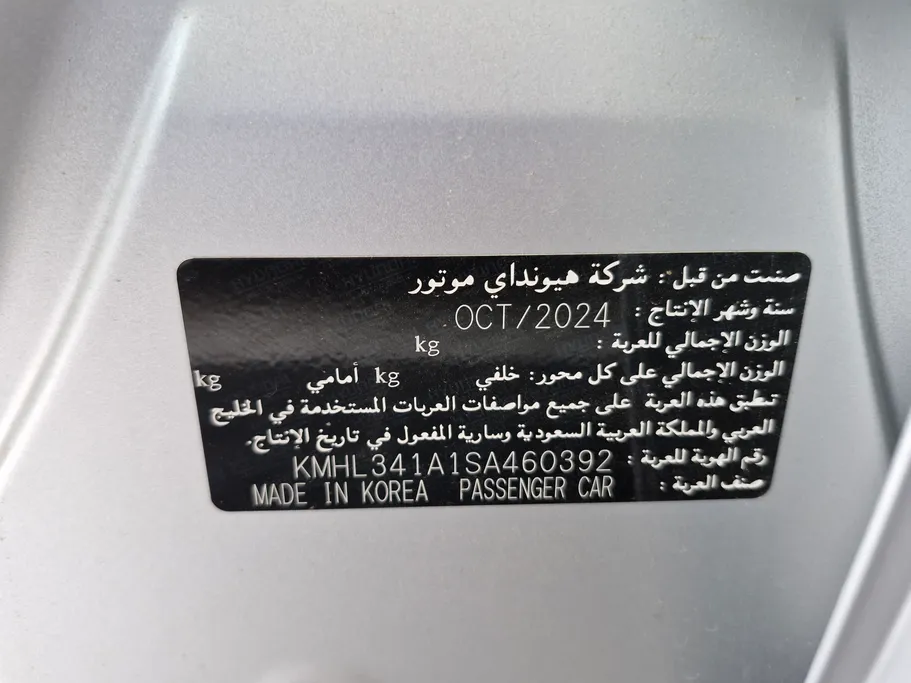 صنعت من قبل : شركة هيونداي موتور
سنة وشهر الإنتاج : OCT/2024
الوزن الإجمالي للعربة : kg
الوزن الإجمالي على كل محور: خلفي kg أمامي kg
تنطبق هذه العربة على جميع مواصفات العربات المستخدمة في الخليج
العربي والمملكة العربية السعودية وسارية المفعول في تاريخ الإنتاج.
رقم الهوية للعربة : KMHL341A1SA460392
صنف العربة : MADE IN KOREA PASSENGER CAR